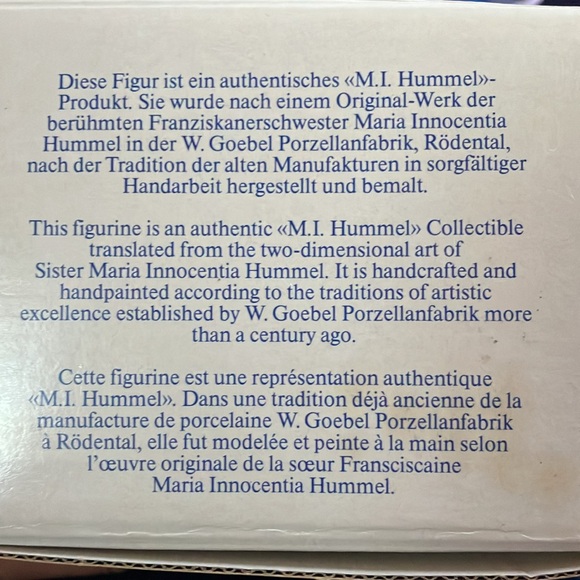 Diese Figur ist ein authentisches «M.I. Hummel»-
Produkt. Sie wurde nach einem Original-Werk der
berühmten Franziskanerschwester Maria Innocentia
Hummel in der W. Goebel Porzellanfabrik, Rödental,
nach der Tradition der alten Manufakturen in sorgfältiger
Handarbeit hergestellt und bemalt.
This figurine is an authentic «M.I. Hummel» Collectible
translated from the two-dimensional art of
Sister Maria Innocentia Hummel. It is handcrafted and
handpainted according to the traditions of artistic
excellence established by W. Goebel Porzellanfabrik more
than a century ago.
Cette figurine est une représentation authentique
«M.I. Hummel». Dans une tradition déjà ancienne de la
manufacture de porcelaine W. Goebel Porzellanfabrik
à Rödental, elle fut modelée et peinte à la main selon
l'œuvre originale de la sœur Fransciscaine
Maria Innocentia Hummel.